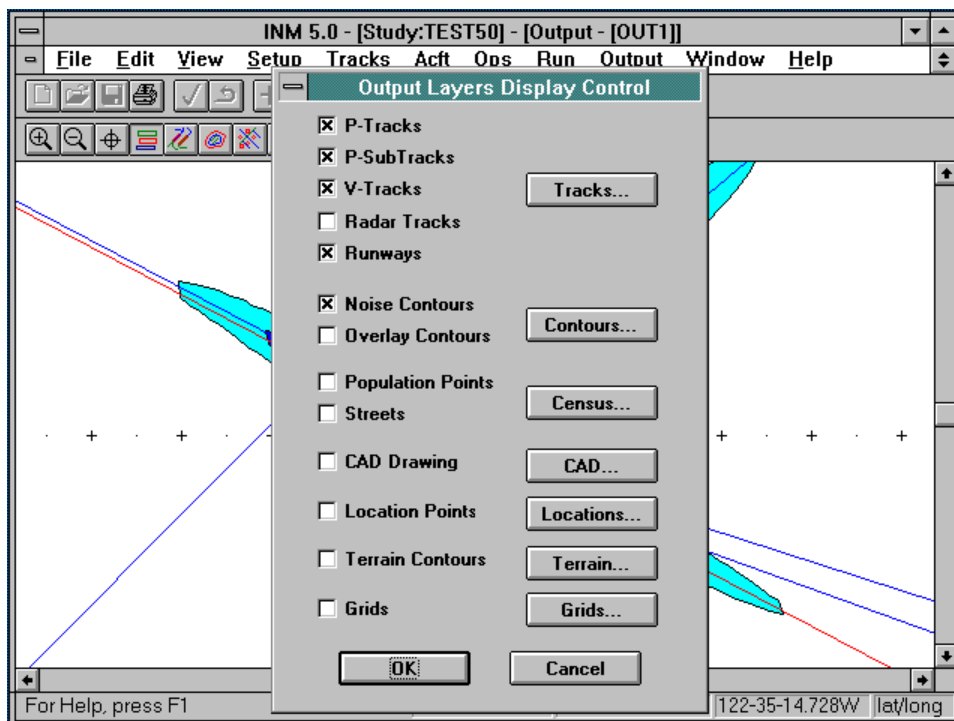 INM 5.0 - [Study:TEST50] - [Output - [OUT1]]
File Edit View Setup Tracks Acft Ops Run Output Window Help
Output Layers Display Control
P-Tracks
P-SubTracks
V-Tracks
Tracks...
Radar Tracks
Runways
Noise Contours
Contours...
Overlay Contours
Population Points
Census...
Streets
CAD Drawing
CAD...
Location Points
Locations...
Terrain Contours
Terrain...
Grids
Grids...
OK
Cancel
For Help, press F1
122-35-14.728W
lat/long